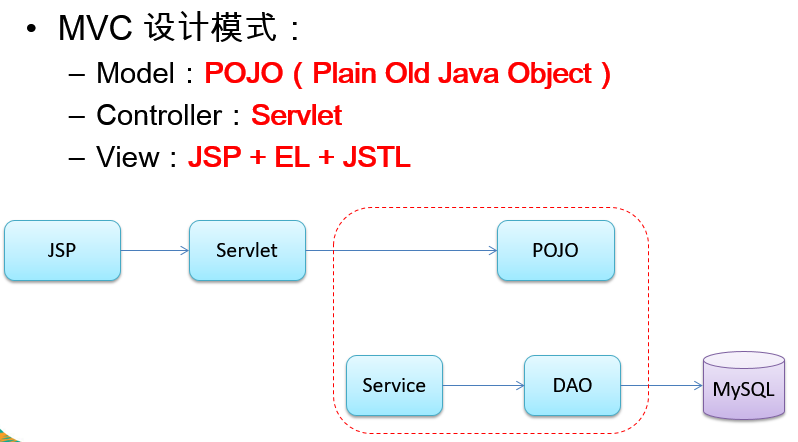 • MVC 设计模式：
– Model：POJO（Plain Old Java Object）
– Controller：Servlet
– View：JSP + EL + JSTL
JSP
Servlet
POJO
Service
DAO
MySQL